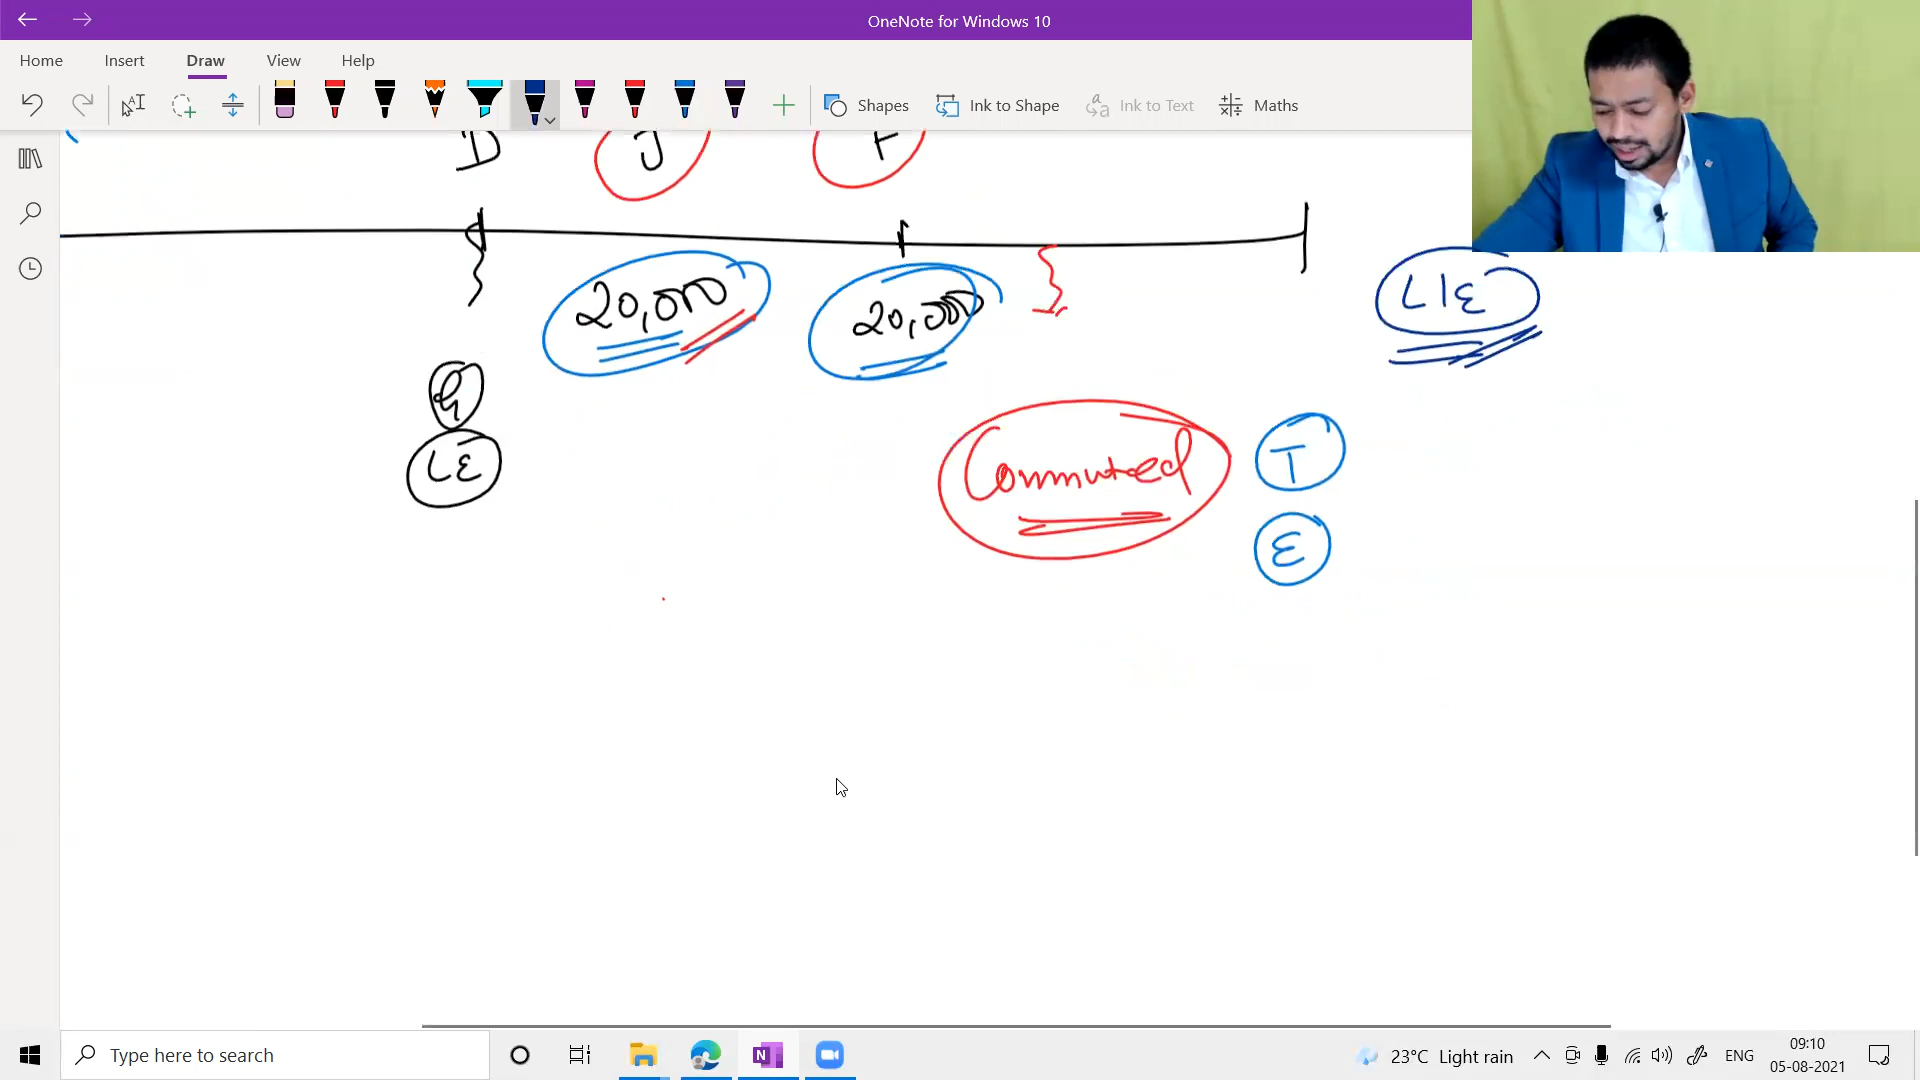 OneNote for Windows 10
Home Insert Draw View Help
Shapes Ink to Shape Ink to Text Maths
D J F
20,000 20,000 L1E
G
LE
Commuted T
E
Type here to search
N
23°C Light rain
ENG
09:10
05-08-2021